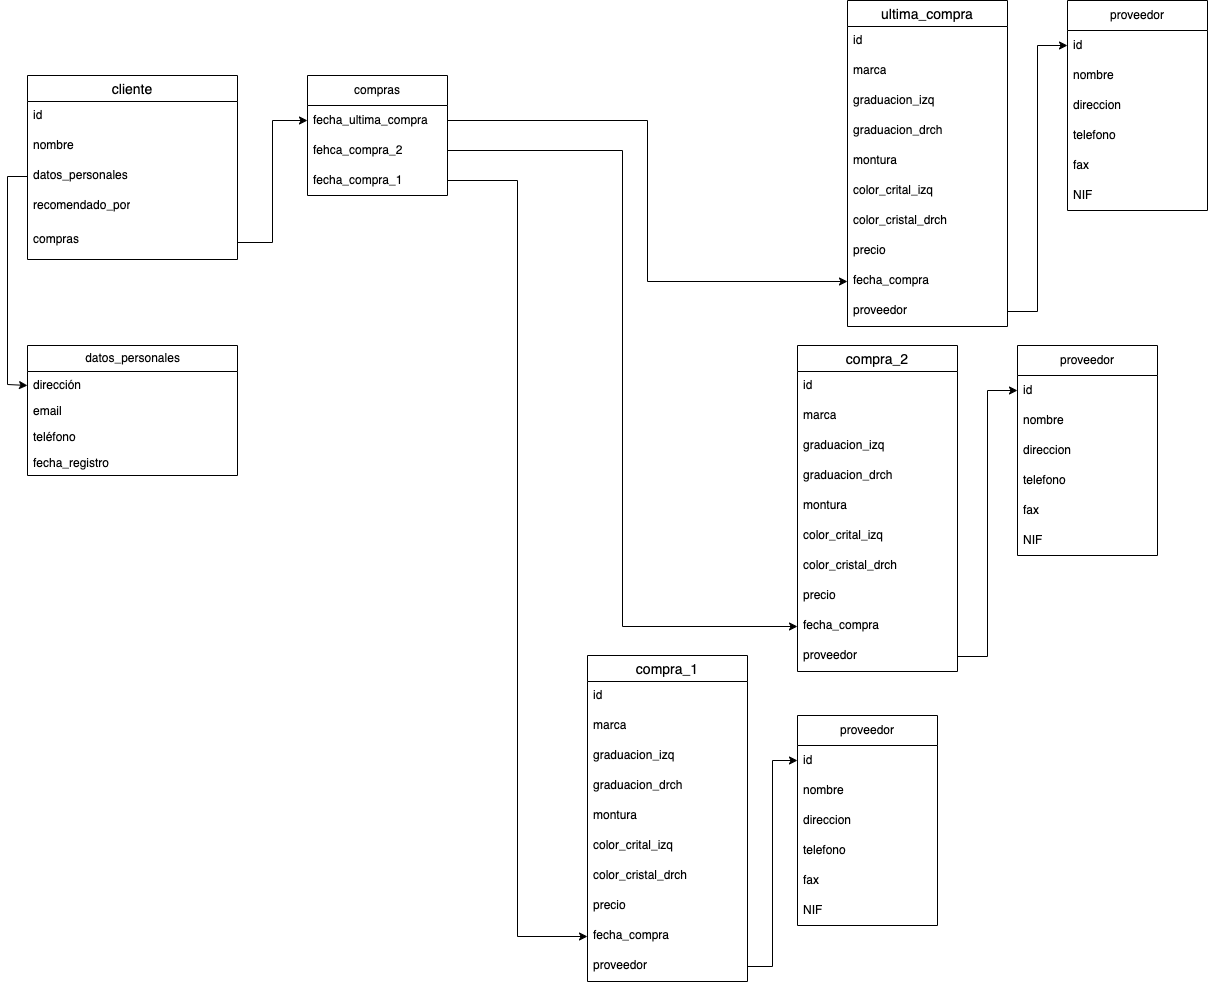 cliente
id
nombre
datos_personales
recomendado_por
compras
datos_personales
dirección
email
teléfono
fecha_registro
compras
fecha_ultima_compra
fehca_compra_2
fecha_compra_1
ultima_compra
id
marca
graduacion_izq
graduacion_drch
montura
color_crital_izq
color_cristal_drch
precio
fecha_compra
proveedor
proveedor
id
nombre
direccion
telefono
fax
NIF
compra_2
id
marca
graduacion_izq
graduacion_drch
montura
color_crital_izq
color_cristal_drch
precio
fecha_compra
proveedor
proveedor
id
nombre
direccion
telefono
fax
NIF
compra_1
id
marca
graduacion_izq
graduacion_drch
montura
color_crital_izq
color_cristal_drch
precio
fecha_compra
proveedor
proveedor
id
nombre
direccion
telefono
fax
NIF